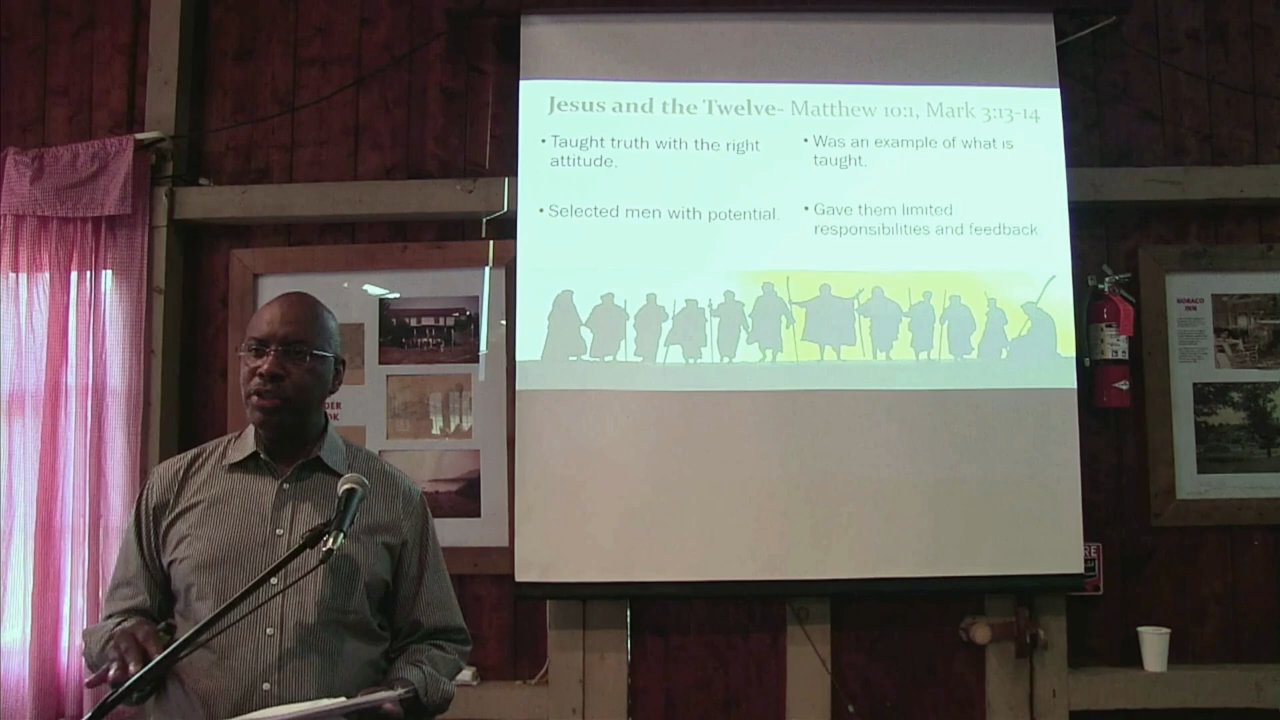 Jesus and the Twelve- Matthew 10:1, Mark 3:13-14
• Taught truth with the right
attitude.
• Selected men with potential.
• Was an example of what is
taught.
• Gave them limited
responsibilities and feedback